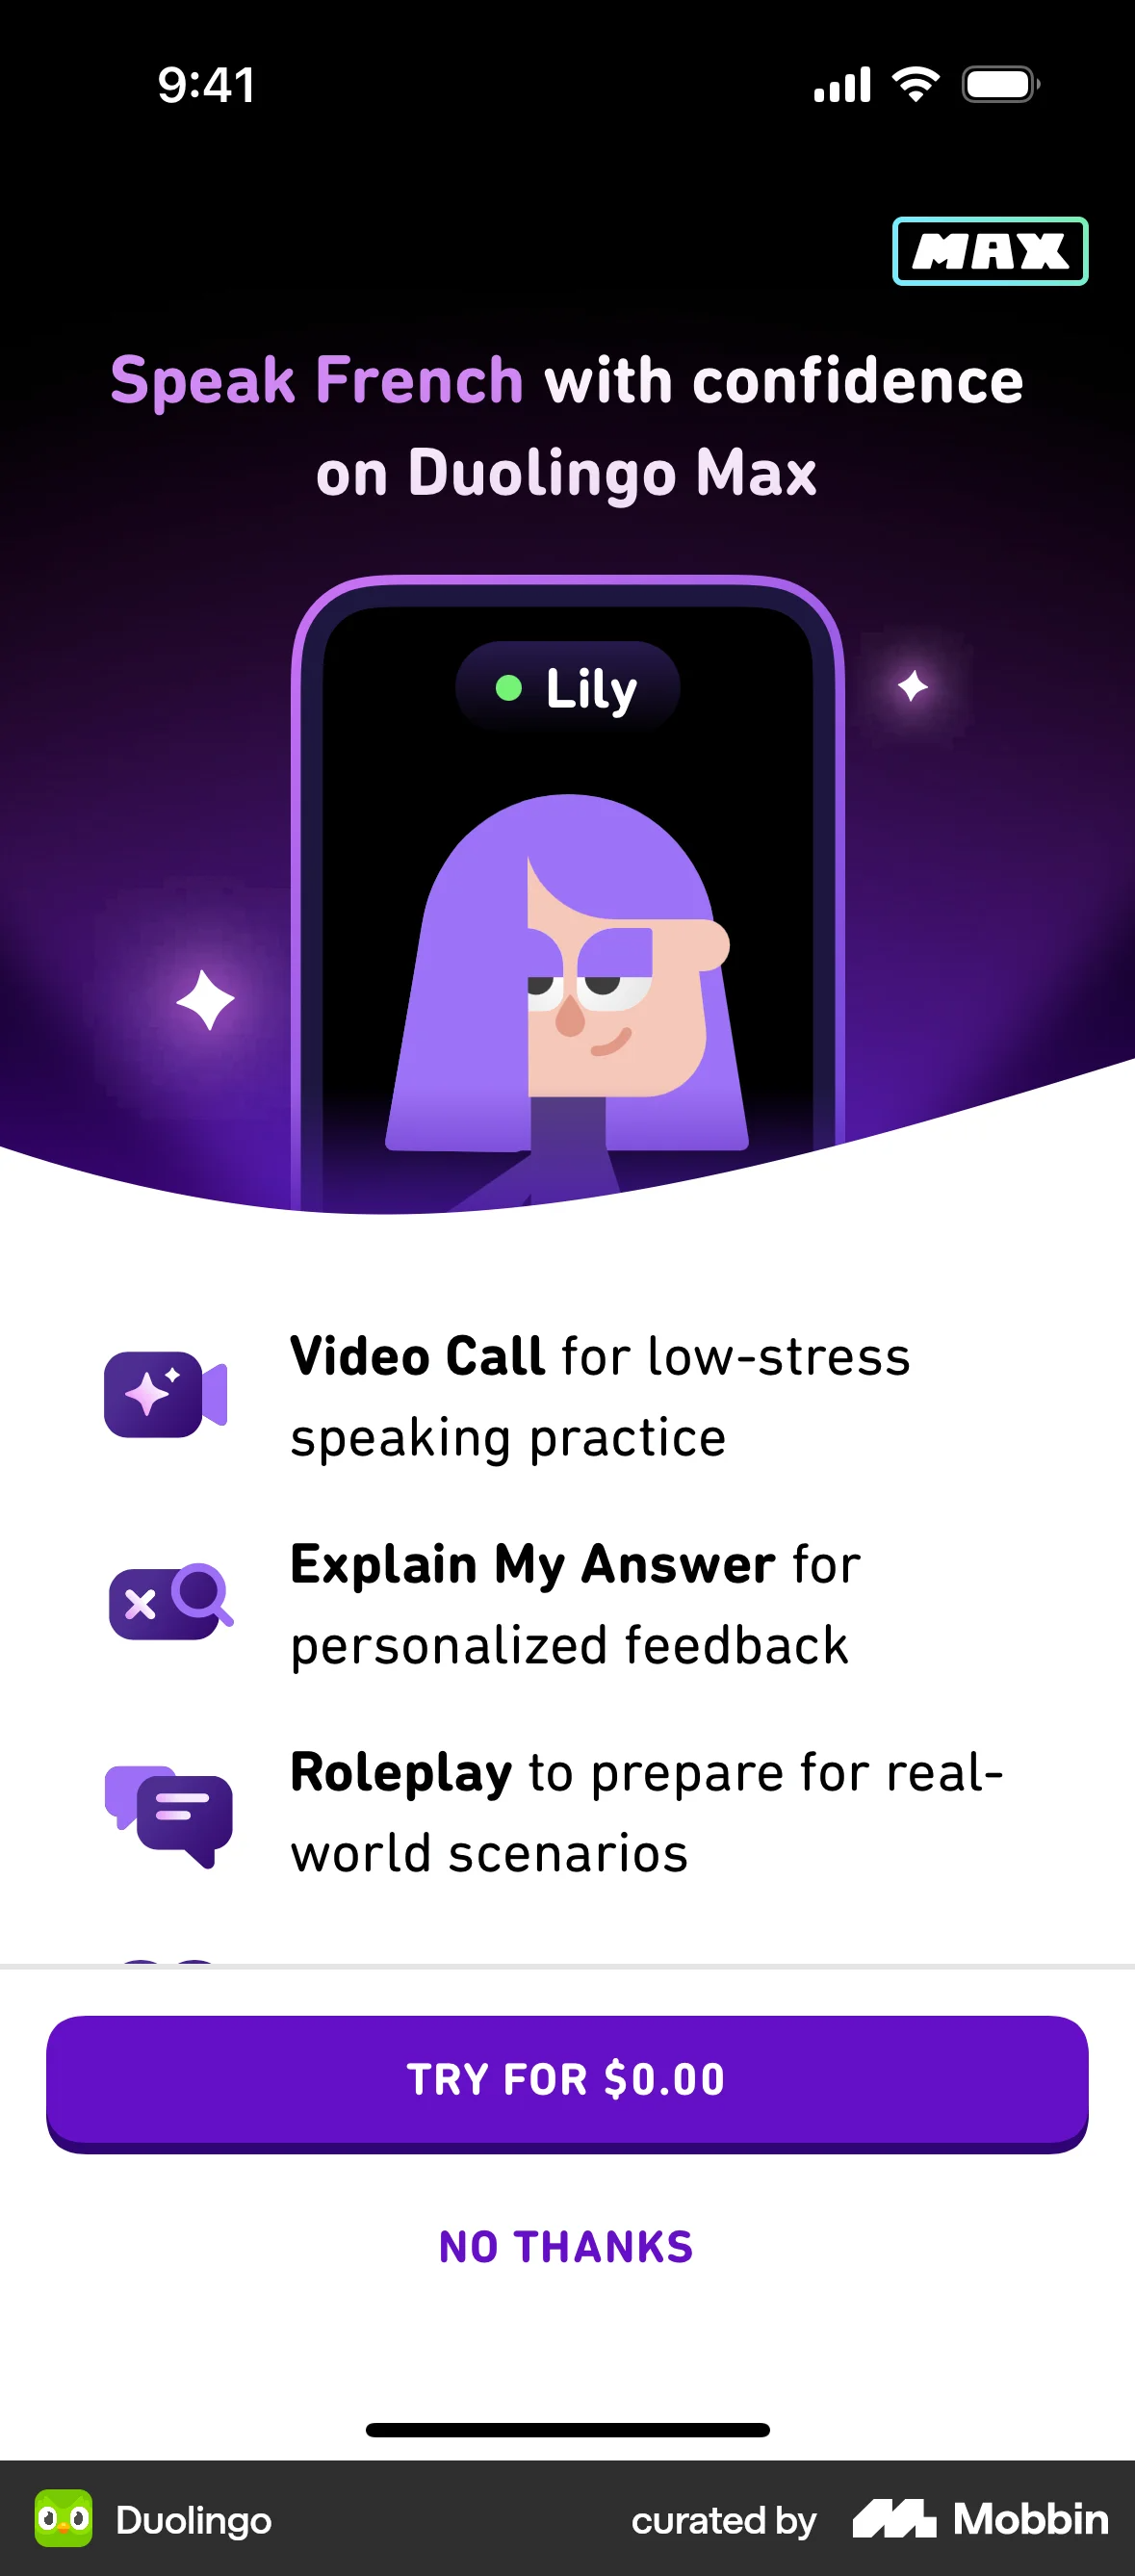 9:41
MAX
Speak French with confidence
on Duolingo Max
Lily
Video Call for low-stress
speaking practice
Explain My Answer for
personalized feedback
Roleplay to prepare for real-
world scenarios
TRY FOR $0.00
NO THANKS
Duolingo
curated by Mobbin